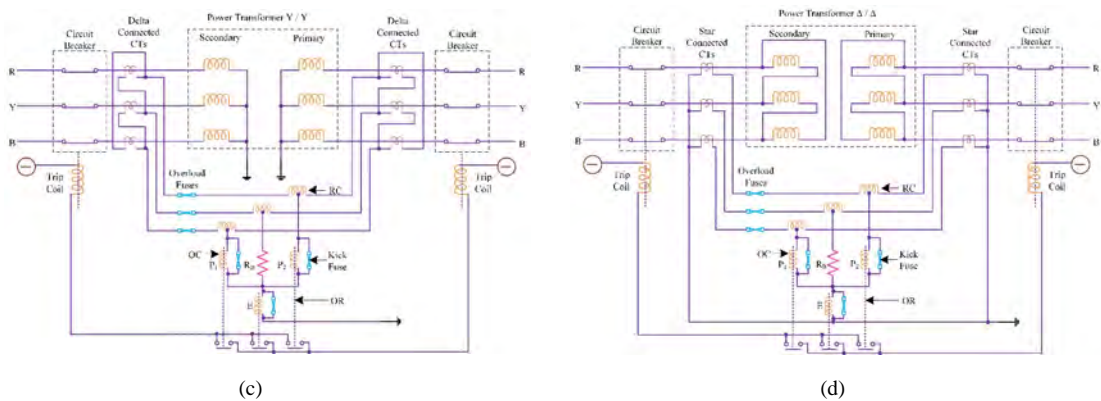 Power Transformer Y / Y
Circuit
Breaker
Delta
Connected
CTs
Secondary
Primary
Delta
Connected
CTs
Circuit
Breaker
R
R
Y
Y
B
B
Trip
Coil
Overload
Fuses
RC
Trip
Coil
OC
P1
RB
P2
Kick
Fuse
E
OR
(c)
Power Transformer Δ / Δ
Circuit
Breaker
Star
Connected
CTs
Secondary
Primary
Star
Connected
CTs
Circuit
Breaker
R
R
Y
Y
B
B
Trip
Coil
Overload
Fuses
RC
Trip
Coil
OC
P1
RB
P2
Kick
Fuse
E
OR
(d)